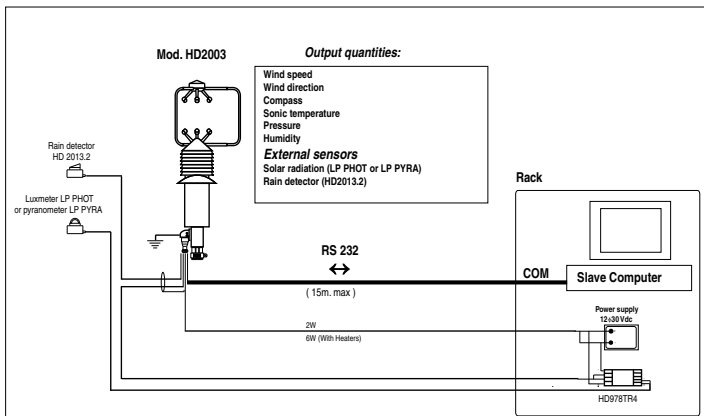 Mod. HD2003
Output quantities:
Wind speed
Wind direction
Compass
Sonic temperature
Pressure
Humidity
External sensors
Solar radiation (LP PHOT or LP PYRA)
Rain detector (HD2013.2)
Rain detector
HD 2013.2
Luxmeter LP PHOT
or pyranometer LP PYRA
Rack
RS 232
COM
Slave Computer
( 15m. max )
Power supply
12÷30 Vdc
2W
6W (With Heaters)
HD978TR4